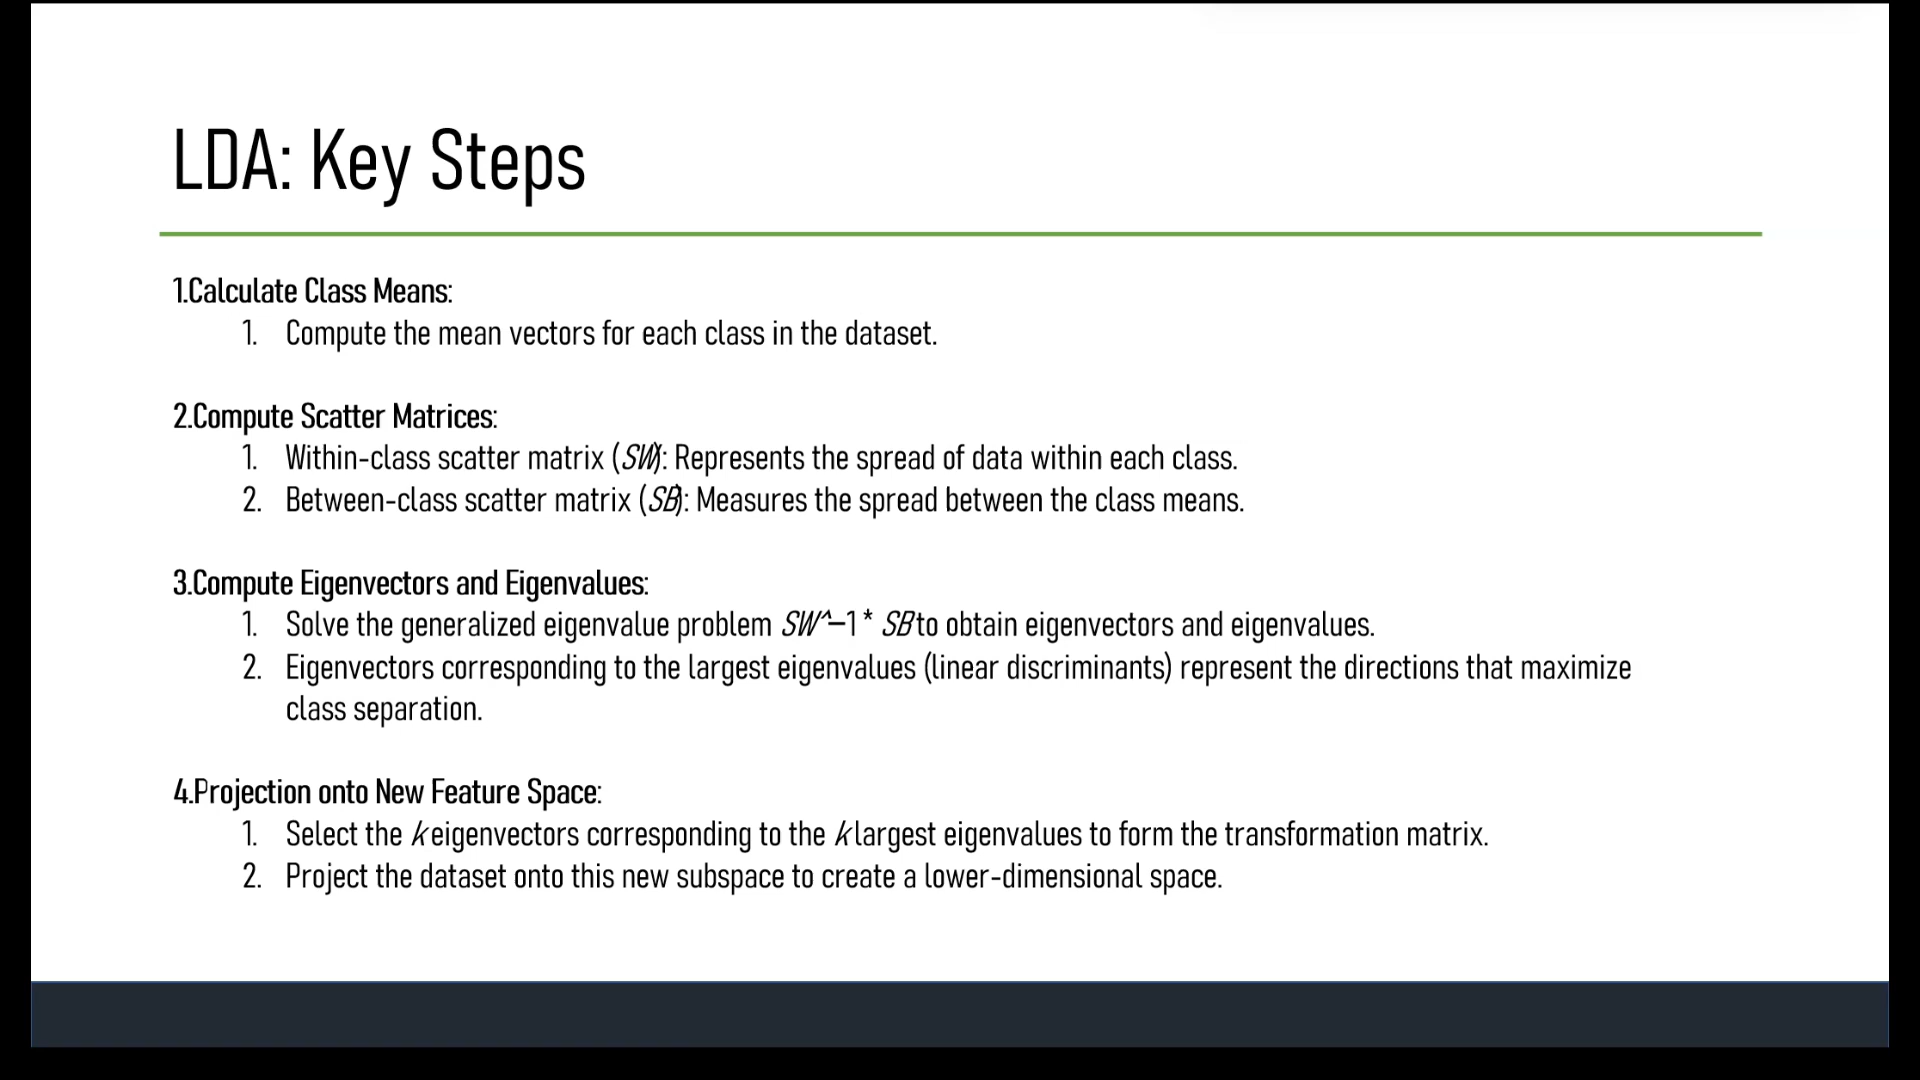 LDA: Key Steps
1.Calculate Class Means:
1. Compute the mean vectors for each class in the dataset.
2.Compute Scatter Matrices:
1. Within-class scatter matrix (SW): Represents the spread of data within each class.
2. Between-class scatter matrix (SB): Measures the spread between the class means.
3.Compute Eigenvectors and Eigenvalues:
1. Solve the generalized eigenvalue problem SW^−1 * SB to obtain eigenvectors and eigenvalues.
2. Eigenvectors corresponding to the largest eigenvalues (linear discriminants) represent the directions that maximize
class separation.
4.Projection onto New Feature Space:
1. Select the k eigenvectors corresponding to the k largest eigenvalues to form the transformation matrix.
2. Project the dataset onto this new subspace to create a lower-dimensional space.